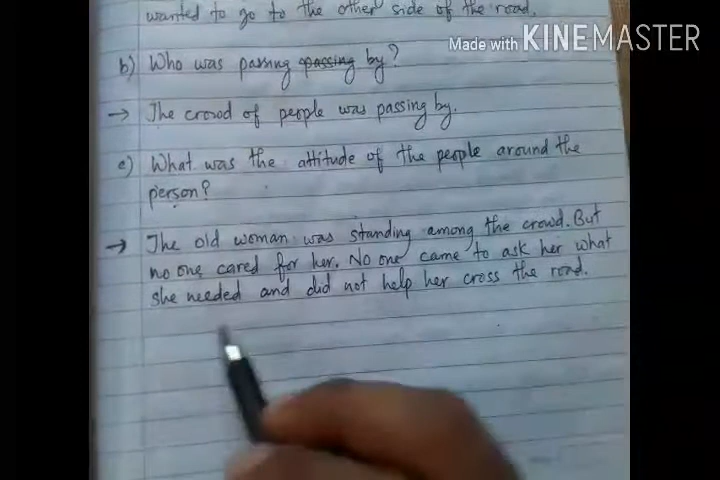 wanted to go to the other side of the road.
Made with KINEMASTER
b) Who was passing passing by?
→ The crowd of people was passing by.
c) What was the attitude of the people around the
person?
→ The old woman was standing among the crowd. But
no one cared for her. No one came to ask her what
she needed and did not help her cross the road.